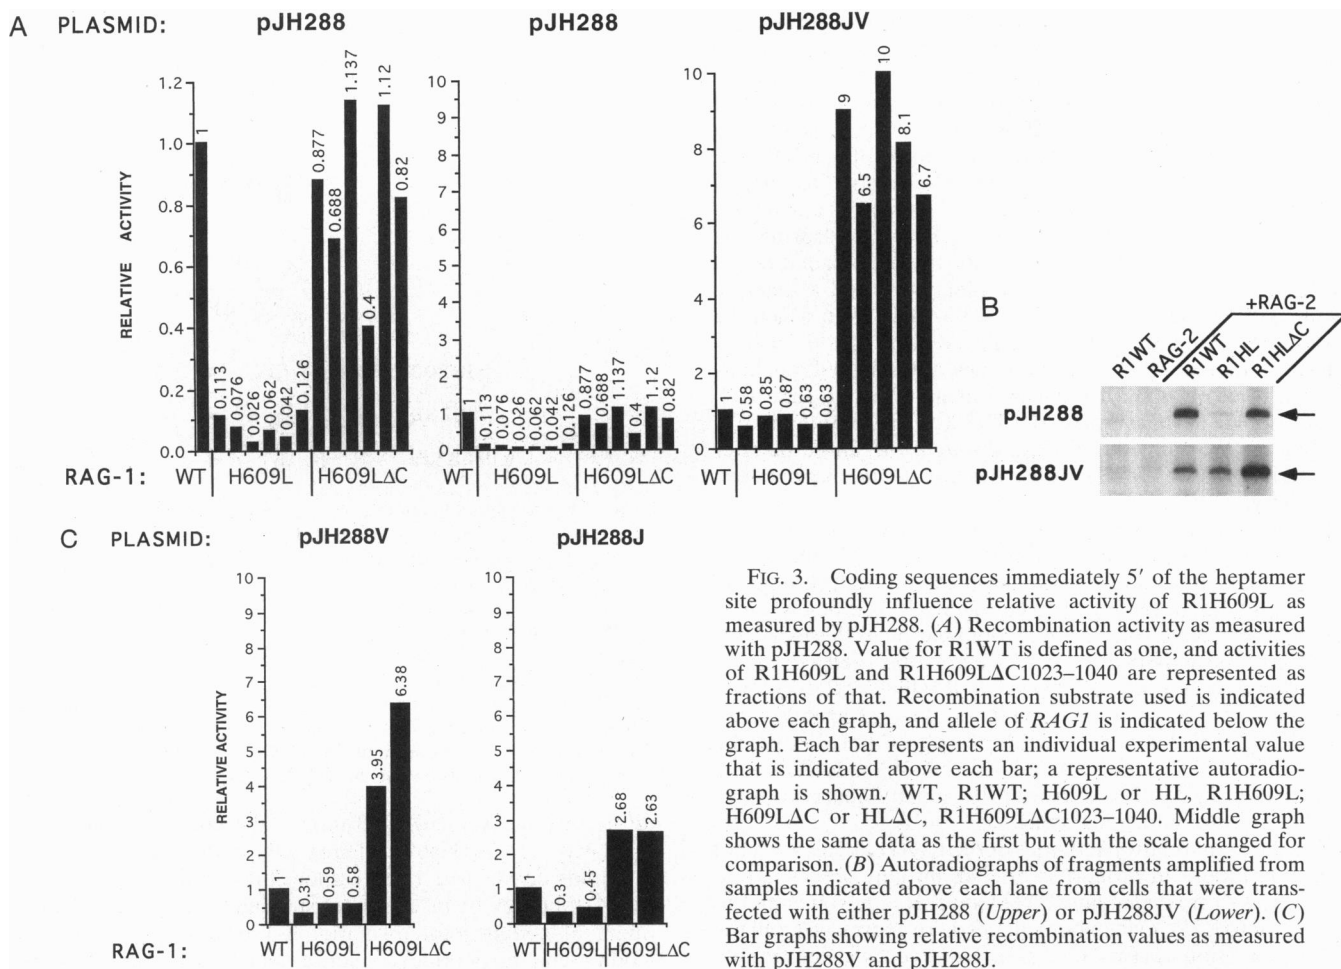 A PLASMID: pJH288 pJH288 pJH288JV
RELATIVE ACTIVITY
1.2
1.0
0.8
0.6
0.4
0.2
0.0
1
0.113
0.076
0.026
0.062
0.042
0.126
0.877
0.688
1.137
0.4
1.12
0.82
10
9
8
7
6
5
4
3
2
1
0
1
0.113
0.076
0.026
0.062
0.042
0.126
0.877
0.688
1.137
0.4
1.12
0.82
10
8
6
4
2
0
1
0.58
0.85
0.87
0.63
0.63
9
6.5
10
8.1
6.7
RAG-1: WT H609L H609LΔC WT H609L H609LΔC WT H609L H609LΔC
B
+RAG-2
R1WT
RAG-2
R1WT
R1HL
R1HLΔC
pJH288
pJH288JV
C PLASMID: pJH288V pJH288J
RELATIVE ACTIVITY
10
9
8
7
6
5
4
3
2
1
0
1
0.31
0.59
0.58
3.95
6.38
10
9
8
7
6
5
4
3
2
1
0
1
0.3
0.45
2.68
2.63
RAG-1: WT H609L H609LΔC WT H609L H609LΔC
FIG. 3. Coding sequences immediately 5′ of the heptamer
site profoundly influence relative activity of R1H609L as
measured by pJH288. (A) Recombination activity as measured
with pJH288. Value for R1WT is defined as one, and activities
of R1H609L and R1H609LΔC1023–1040 are represented as
fractions of that. Recombination substrate used is indicated
above each graph, and allele of RAG1 is indicated below the
graph. Each bar represents an individual experimental value
that is indicated above each bar; a representative autoradio-
graph is shown. WT, R1WT; H609L or HL, R1H609L;
H609LΔC or HLΔC, R1H609LΔC1023–1040. Middle graph
shows the same data as the first but with the scale changed for
comparison. (B) Autoradiographs of fragments amplified from
samples indicated above each lane from cells that were trans-
fected with either pJH288 (Upper) or pJH288JV (Lower). (C)
Bar graphs showing relative recombination values as measured
with pJH288V and pJH288J.